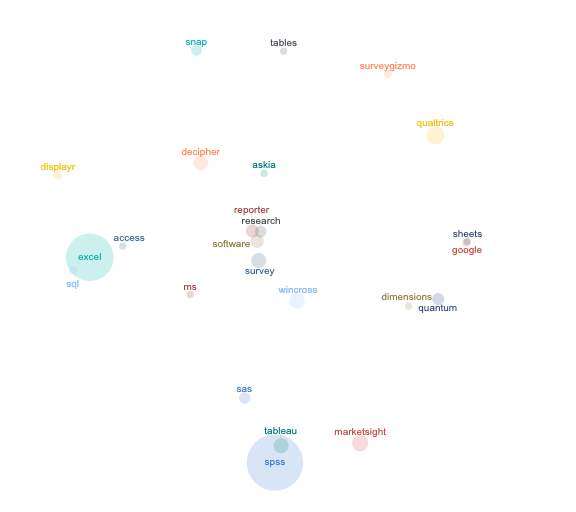 snap
tables
surveygizmo
qualtrics
decipher
askia
displayr
reporter
research
software
access
excel
survey
sql
sheets
google
ms
wincross
dimensions
quantum
sas
tableau
marketsight
spss